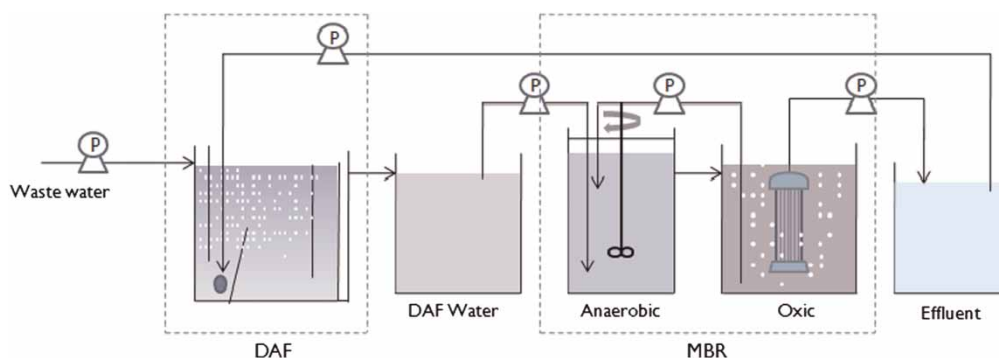 P
P
P
P
P
Waste water
DAF Water
Anaerobic
Oxic
Effluent
DAF
MBR